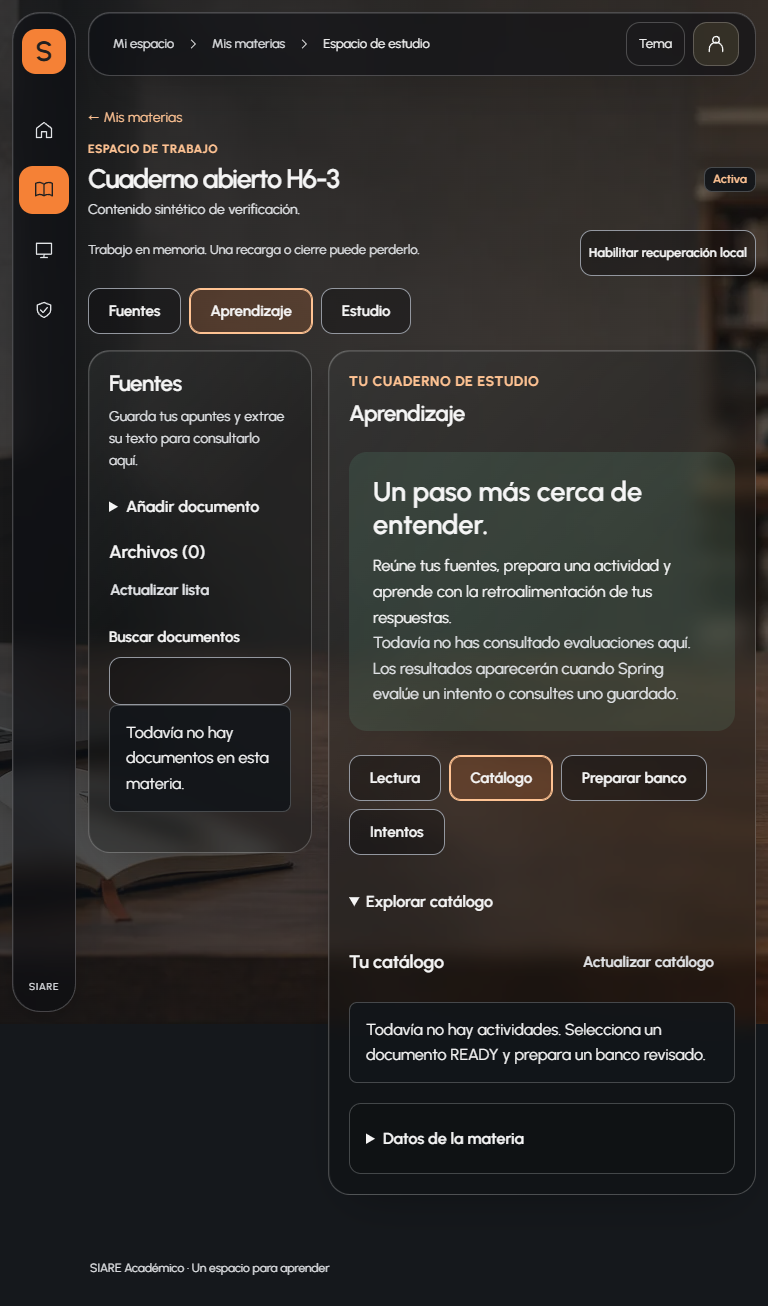 S
Mi espacio > Mis materias > Espacio de estudio
Tema
← Mis materias
ESPACIO DE TRABAJO
Cuaderno abierto H6-3
Activa
Contenido sintético de verificación.
Trabajo en memoria. Una recarga o cierre puede perderlo.
Habilitar recuperación local
Fuentes
Aprendizaje
Estudio
Fuentes
Guarda tus apuntes y extrae
su texto para consultarlo
aquí.
▶ Añadir documento
Archivos (0)
Actualizar lista
Buscar documentos
Todavía no hay
documentos en esta
materia.
TU CUADERNO DE ESTUDIO
Aprendizaje
Un paso más cerca de
entender.
Reúne tus fuentes, prepara una actividad y
aprende con la retroalimentación de tus
respuestas.
Todavía no has consultado evaluaciones aquí.
Los resultados aparecerán cuando Spring
evalúe un intento o consultes uno guardado.
Lectura
Catálogo
Preparar banco
Intentos
▼ Explorar catálogo
Tu catálogo
Actualizar catálogo
Todavía no hay actividades. Selecciona un
documento READY y prepara un banco revisado.
▶ Datos de la materia
SIARE
SIARE Académico · Un espacio para aprender